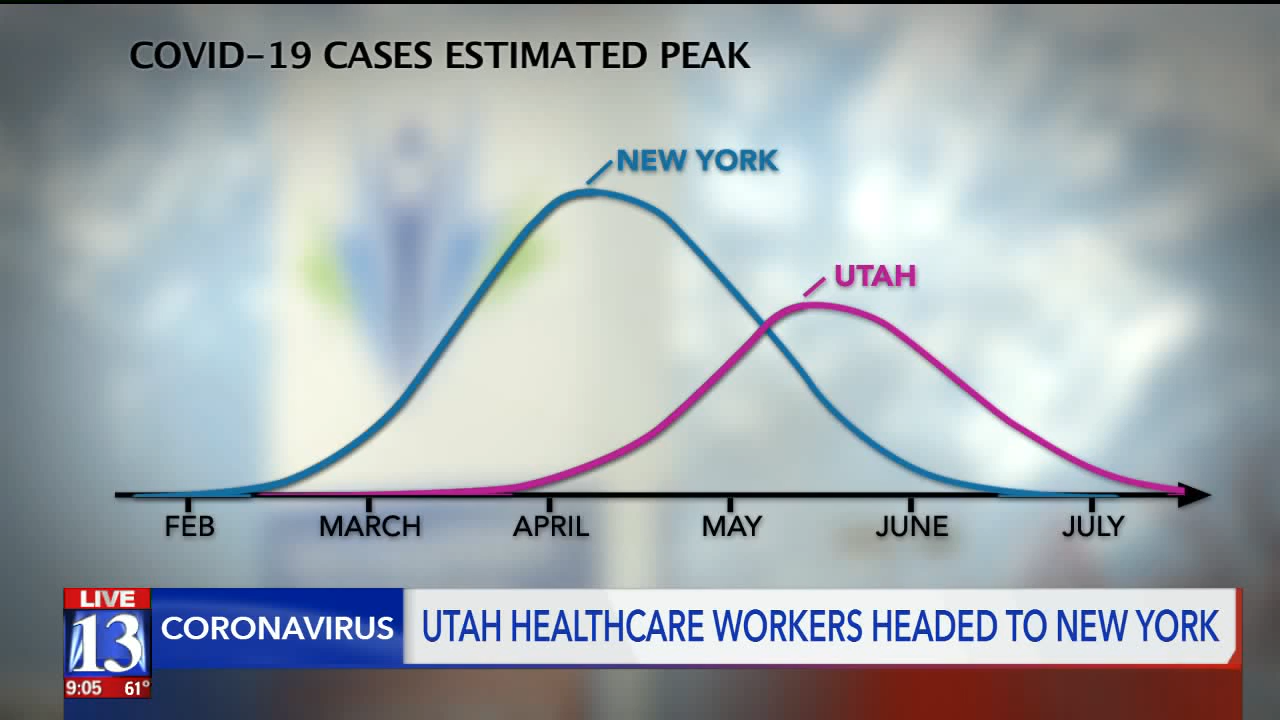 COVID-19 CASES ESTIMATED PEAK
NEW YORK
UTAH
FEB MARCH APRIL MAY JUNE JULY
LIVE
13
9:05 61°
CORONAVIRUS
UTAH HEALTHCARE WORKERS HEADED TO NEW YORK